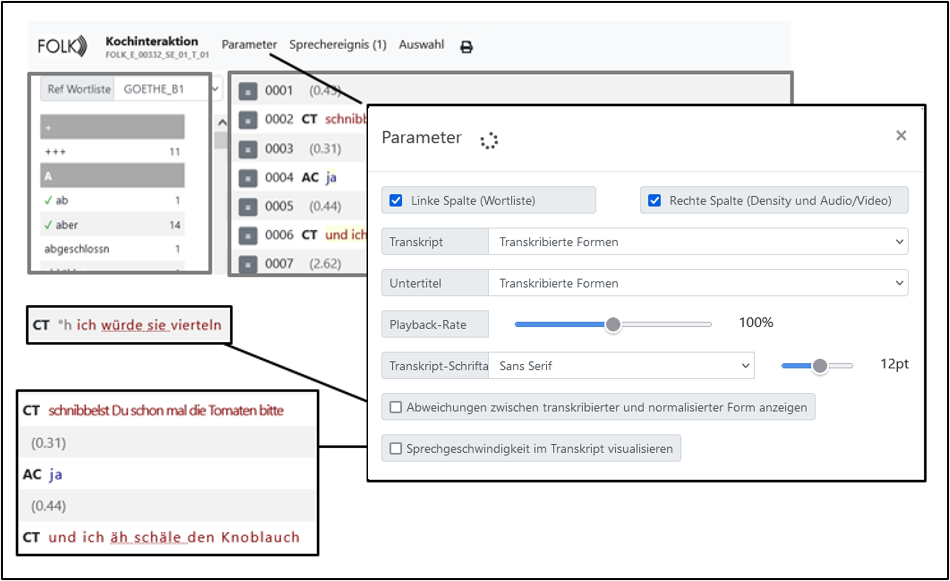 FOLK
Kochinteraktion
FOLK_E_00332_SE_01_T_01
Parameter Sprechereignis (1) Auswahl
Ref Wortliste GOETHE_B1
+
+++ 11
A
✓ ab 1
✓ aber 14
abgeschlossn 1
0001 (0.43)
0002 CT schnibb
0003 (0.31)
0004 AC ja
0005 (0.44)
0006 CT und ich
0007 (2.62)
Parameter ×
Linke Spalte (Wortliste) Rechte Spalte (Density und Audio/Video)
Transkript Transkribierte Formen
Untertitel Transkribierte Formen
Playback-Rate 100%
Transkript-Schrifta Sans Serif 12pt
Abweichungen zwischen transkribierter und normalisierter Form anzeigen
Sprechgeschwindigkeit im Transkript visualisieren
CT °h ich würde sie vierteln
CT schnibbelst Du schon mal die Tomaten bitte
(0.31)
AC ja
(0.44)
CT und ich äh schäle den Knoblauch